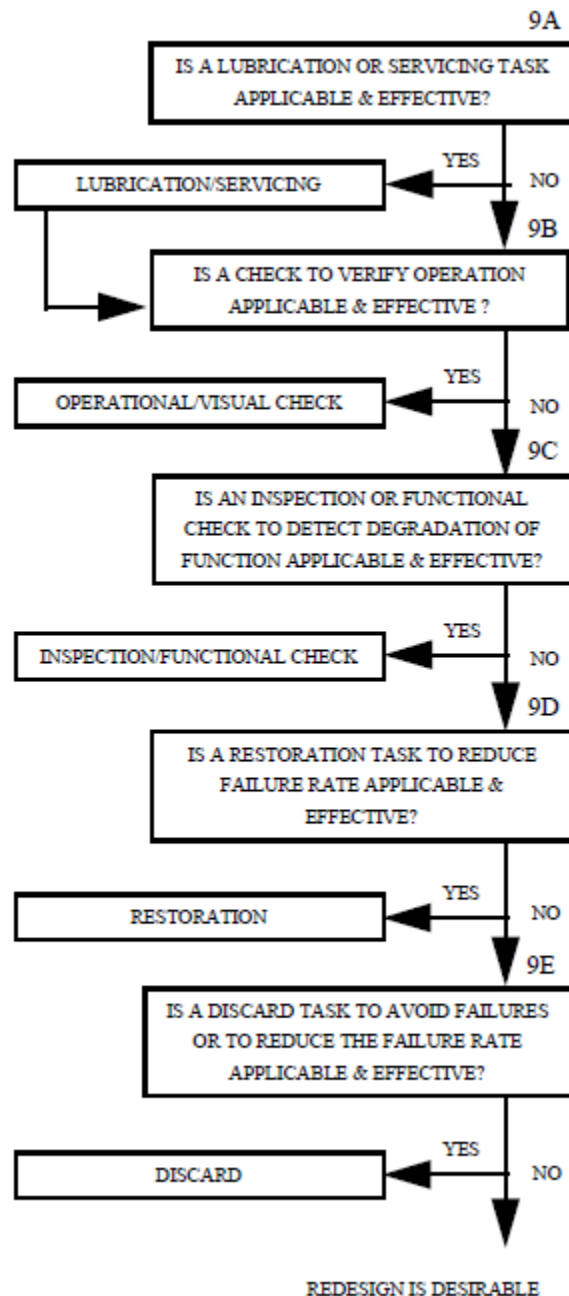 9A
IS A LUBRICATION OR SERVICING TASK
APPLICABLE & EFFECTIVE?
YES
NO
LUBRICATION/SERVICING
9B
IS A CHECK TO VERIFY OPERATION
APPLICABLE & EFFECTIVE ?
YES
NO
OPERATIONAL/VISUAL CHECK
9C
IS AN INSPECTION OR FUNCTIONAL
CHECK TO DETECT DEGRADATION OF
FUNCTION APPLICABLE & EFFECTIVE?
YES
NO
INSPECTION/FUNCTIONAL CHECK
9D
IS A RESTORATION TASK TO REDUCE
FAILURE RATE APPLICABLE &
EFFECTIVE?
YES
NO
RESTORATION
9E
IS A DISCARD TASK TO AVOID FAILURES
OR TO REDUCE THE FAILURE RATE
APPLICABLE & EFFECTIVE?
YES
NO
DISCARD
REDESIGN IS DESIRABLE